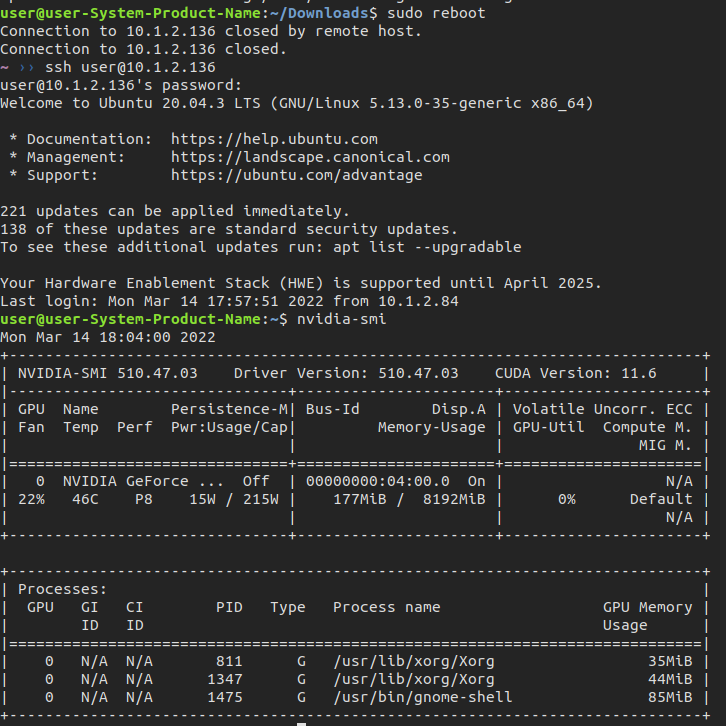 user@user-System-Product-Name:~/Downloads$ sudo reboot
Connection to 10.1.2.136 closed by remote host.
Connection to 10.1.2.136 closed.
~ ›› ssh user@10.1.2.136
user@10.1.2.136's password:
Welcome to Ubuntu 20.04.3 LTS (GNU/Linux 5.13.0-35-generic x86_64)
* Documentation:  https://help.ubuntu.com
* Management:     https://landscape.canonical.com
* Support:        https://ubuntu.com/advantage
221 updates can be applied immediately.
138 of these updates are standard security updates.
To see these additional updates run: apt list --upgradable
Your Hardware Enablement Stack (HWE) is supported until April 2025.
Last login: Mon Mar 14 17:57:51 2022 from 10.1.2.84
user@user-System-Product-Name:~$ nvidia-smi
Mon Mar 14 18:04:00 2022
+-----------------------------------------------------------------------------+
| NVIDIA-SMI 510.47.03    Driver Version: 510.47.03    CUDA Version: 11.6     |
|-------------------------------+----------------------+----------------------+
| GPU  Name        Persistence-M| Bus-Id        Disp.A | Volatile Uncorr. ECC |
| Fan  Temp  Perf  Pwr:Usage/Cap|         Memory-Usage | GPU-Util  Compute M. |
|                               |                      |               MIG M. |
|===============================+======================+======================|
|   0  NVIDIA GeForce ...  Off  | 00000000:04:00.0  On |                  N/A |
| 22%   46C    P8    15W / 215W |    177MiB /  8192MiB |      0%      Default |
|                               |                      |                  N/A |
+-------------------------------+----------------------+----------------------+
+-----------------------------------------------------------------------------+
| Processes:                                                                  |
|  GPU   GI   CI        PID   Type   Process name                  GPU Memory |
|        ID   ID                                                   Usage      |
|=============================================================================|
|    0   N/A  N/A       811      G   /usr/lib/xorg/Xorg                 35MiB |
|    0   N/A  N/A      1347      G   /usr/lib/xorg/Xorg                 44MiB |
|    0   N/A  N/A      1475      G   /usr/bin/gnome-shell               85MiB |
+-----------------------------------------------------------------------------+